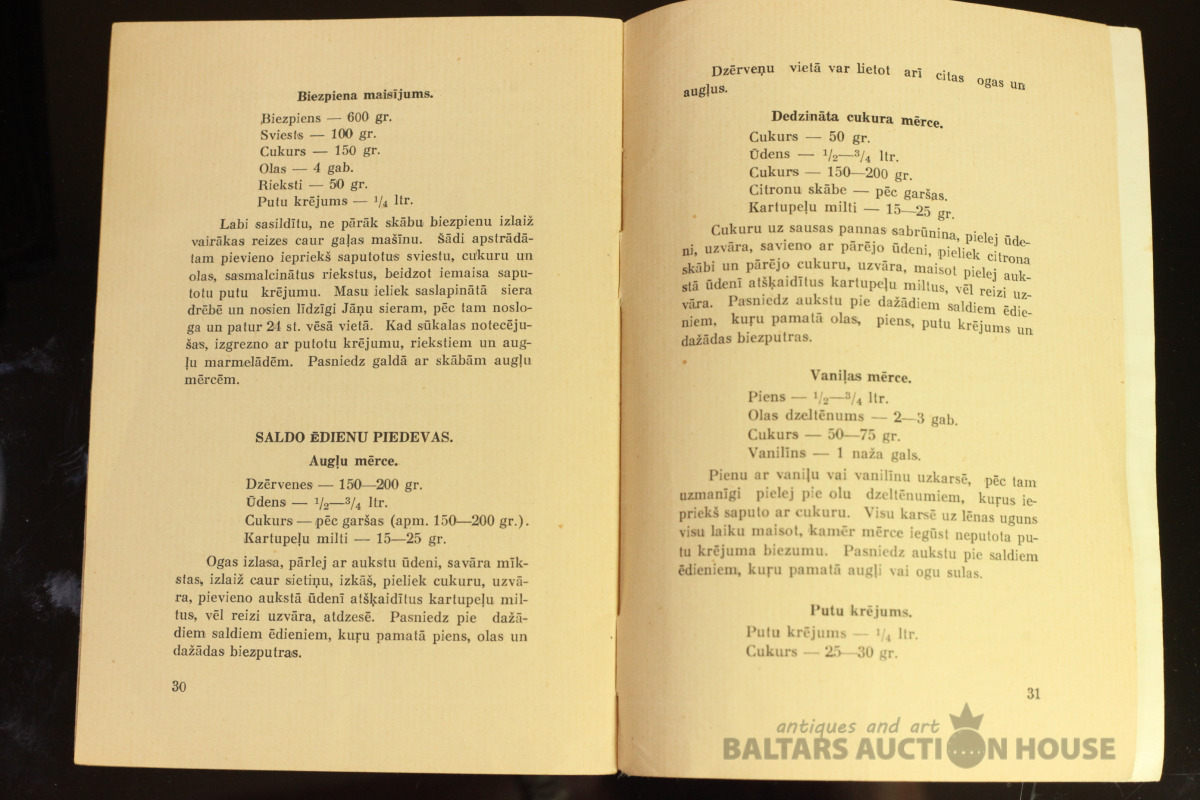 Biezpiena maisījums.
Biezpiens — 600 gr.
Sviests — 100 gr.
Cukurs — 150 gr.
Olas — 4 gab.
Rieksti — 50 gr.
Putu krējums — 1/4 ltr.
Labi sasildītu, ne pārāk skābu biezpienu izlaiž
vairākas reizes caur gaļas mašīnu. Šādi apstrādā-
tam pievieno iepriekš saputotus sviestu, cukuru un
olas, sasmalcinātus riekstus, beidzot iemaisa sapu-
totu putu krējumu. Masu ieliek saslapinātā siera
drēbē un nosien līdzīgi Jāņu sieram, pēc tam noslo-
ga un patur 24 st. vēsā vietā. Kad sūkalas notecēju-
šas, izgrezno ar putotu krējumu, riekstiem un aug-
ļu marmelādēm. Pasniedz galdā ar skābām augļu
mērcēm.
SALDO ĒDIENU PIEDEVAS.
Augļu mērce.
Dzērvenes — 150—200 gr.
Ūdens — 1/2—3/4 ltr.
Cukurs — pēc garšas (apm. 150—200 gr.).
Kartupeļu milti — 15—25 gr.
Ogas izlasa, pārlej ar aukstu ūdeni, savāra mīk-
stas, izlaiž caur sietiņu, izkāš, pieliek cukuru, uzvā-
ra, pievieno aukstā ūdenī atšķaidītus kartupeļu mil-
tus, vēl reizi uzvāra, atdzesē. Pasniedz pie dažā-
diem saldiem ēdieniem, kuŗu pamatā piens, olas un
dažādas biezputras.
30
Dzērveņu vietā var lietot arī citas ogas un
augļus.
Dedzināta cukura mērce.
Cukurs — 50 gr.
Ūdens — 1/2—3/4 ltr.
Cukurs — 150—200 gr.
Citronu skābe — pēc garšas.
Kartupeļu milti — 15—25 gr.
Cukuru uz sausas pannas sabrūnina, pielej ūde-
ni, uzvāra, savieno ar pārējo ūdeni, pieliek citrona
skābi un pārējo cukuru, uzvāra, maisot pielej auk-
stā ūdenī atšķaidītus kartupeļu miltus, vēl reizi uz-
vāra. Pasniedz aukstu pie dažādiem saldiem ēdie-
niem, kuŗu pamatā olas, piens, putu krējums un
dažādas biezputras.
Vaniļas mērce.
Piens — 1/2—3/4 ltr.
Olas dzeltēnums — 2—3 gab.
Cukurs — 50—75 gr.
Vanilīns — 1 naža gals.
Pienu ar vaniļu vai vanilīnu uzkarsē, pēc tam
uzmanīgi pielej pie olu dzeltēnumiem, kuŗus ie-
priekš saputo ar cukuru. Visu karsē uz lēnas uguns
visu laiku maisot, kamēr mērce iegūst neputota pu-
tu krējuma biezumu. Pasniedz aukstu pie saldiem
ēdieniem, kuŗu pamatā augļi vai ogu sulas.
Putu krējums.
Putu krējums — 1/4 ltr.
Cukurs — 25—30 gr.
31
antiques and art
BALTARS AUCTION HOUSE